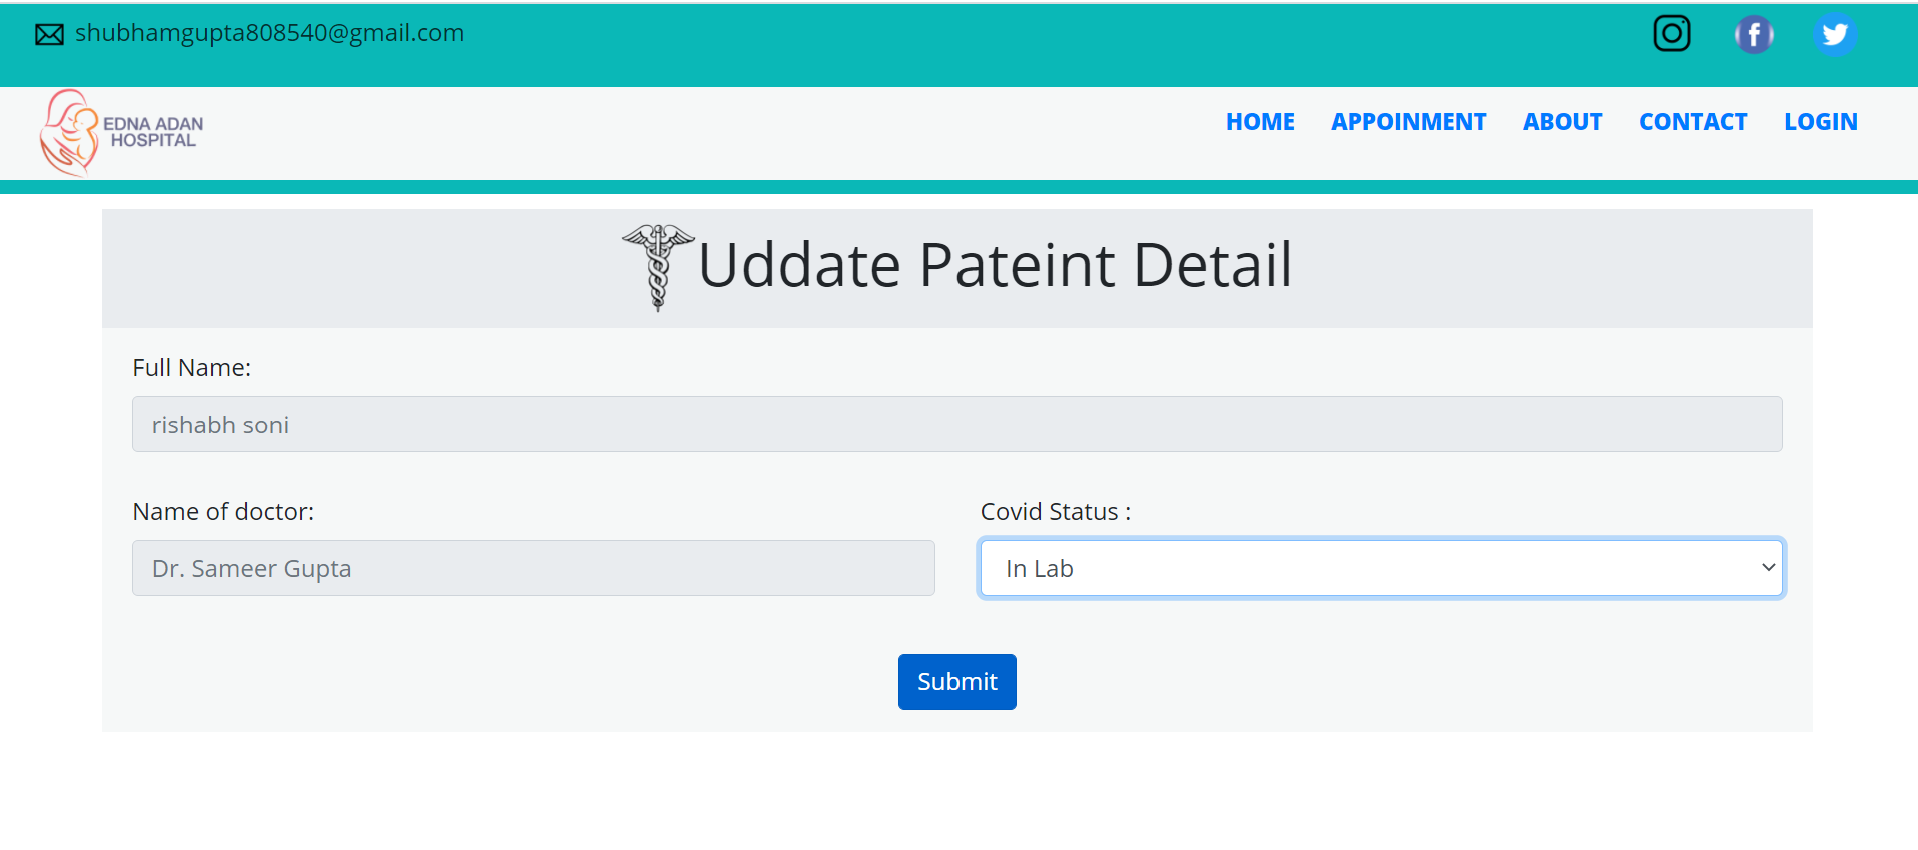 shubhamgupta808540@gmail.com
EDNA ADAN
HOSPITAL
HOME APPOINMENT ABOUT CONTACT LOGIN
Uddate Pateint Detail
Full Name:
rishabh soni
Name of doctor: Covid Status :
Dr. Sameer Gupta In Lab
Submit